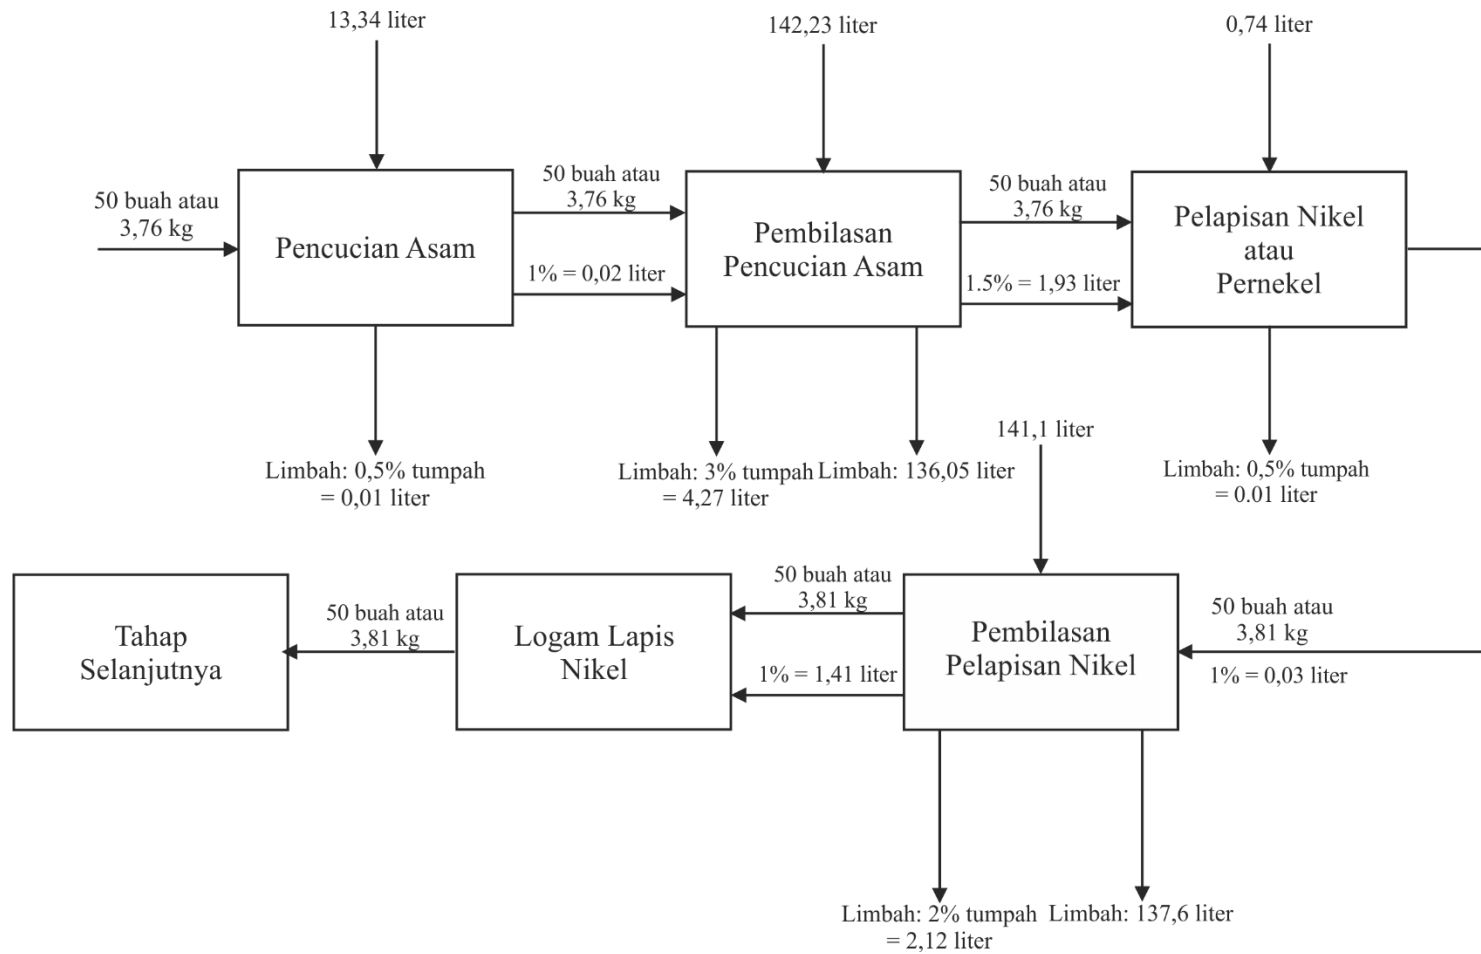 13,34 liter
142,23 liter
0,74 liter
50 buah atau
3,76 kg
Pencucian Asam
50 buah atau
3,76 kg
1% = 0,02 liter
Pembilasan
Pencucian Asam
50 buah atau
3,76 kg
1.5% = 1,93 liter
Pelapisan Nikel
atau
Pernekel
Limbah: 0,5% tumpah
= 0,01 liter
Limbah: 3% tumpah
= 4,27 liter
Limbah: 136,05 liter
141,1 liter
Limbah: 0,5% tumpah
= 0.01 liter
Tahap
Selanjutnya
50 buah atau
3,81 kg
Logam Lapis
Nikel
50 buah atau
3,81 kg
1% = 1,41 liter
Pembilasan
Pelapisan Nikel
50 buah atau
3,81 kg
1% = 0,03 liter
Limbah: 2% tumpah
= 2,12 liter
Limbah: 137,6 liter